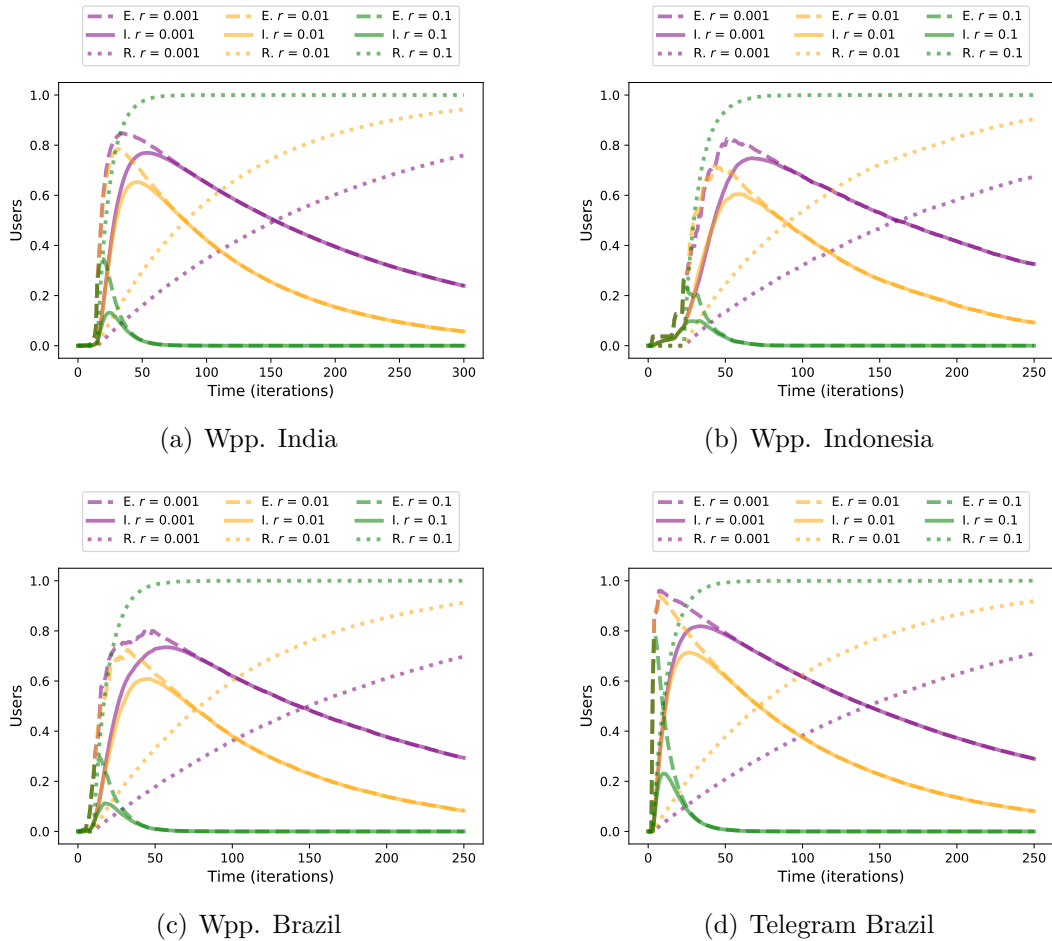 E. r = 0.001 E. r = 0.01 E. r = 0.1
I. r = 0.001 I. r = 0.01 I. r = 0.1
R. r = 0.001 R. r = 0.01 R. r = 0.1
1.0
0.8
0.6
0.4
0.2
0.0
Users
0 50 100 150 200 250 300
Time (iterations)
(a) Wpp. India
E. r = 0.001 E. r = 0.01 E. r = 0.1
I. r = 0.001 I. r = 0.01 I. r = 0.1
R. r = 0.001 R. r = 0.01 R. r = 0.1
1.0
0.8
0.6
0.4
0.2
0.0
Users
0 50 100 150 200 250
Time (iterations)
(b) Wpp. Indonesia
E. r = 0.001 E. r = 0.01 E. r = 0.1
I. r = 0.001 I. r = 0.01 I. r = 0.1
R. r = 0.001 R. r = 0.01 R. r = 0.1
1.0
0.8
0.6
0.4
0.2
0.0
Users
0 50 100 150 200 250
Time (iterations)
(c) Wpp. Brazil
E. r = 0.001 E. r = 0.01 E. r = 0.1
I. r = 0.001 I. r = 0.01 I. r = 0.1
R. r = 0.001 R. r = 0.01 R. r = 0.1
1.0
0.8
0.6
0.4
0.2
0.0
Users
0 50 100 150 200 250
Time (iterations)
(d) Telegram Brazil